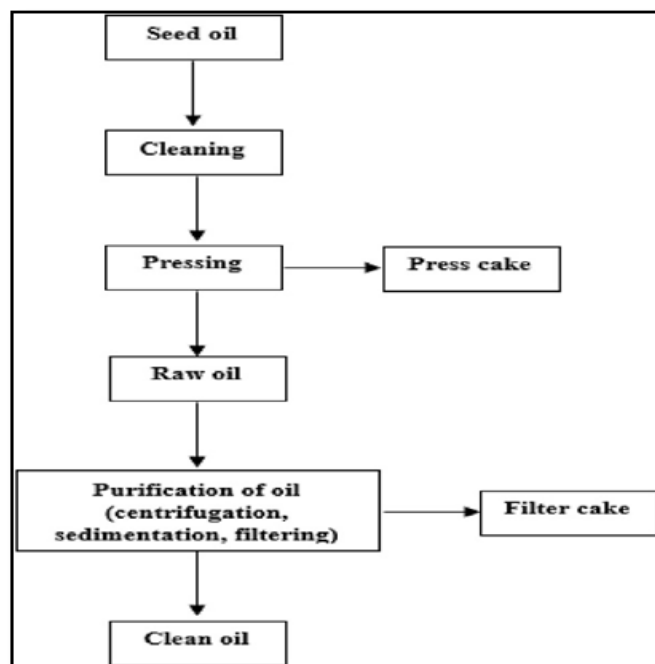 Seed oil
Cleaning
Pressing
Press cake
Raw oil
Purification of oil
(centrifugation,
sedimentation, filtering)
Filter cake
Clean oil